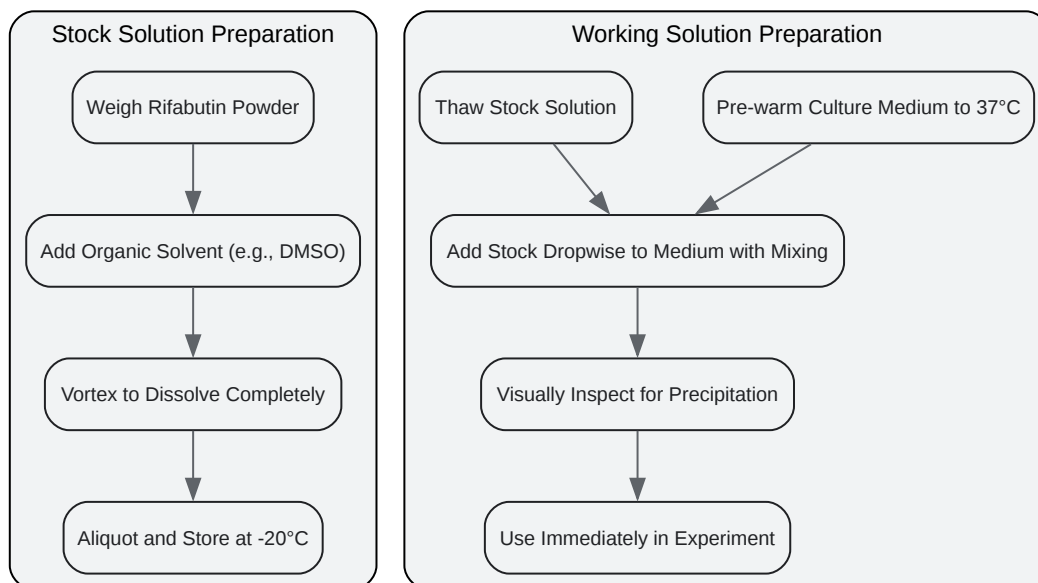 Stock Solution Preparation
Weigh Rifabutin Powder
Add Organic Solvent (e.g., DMSO)
Vortex to Dissolve Completely
Aliquot and Store at -20°C
Working Solution Preparation
Thaw Stock Solution
Pre-warm Culture Medium to 37°C
Add Stock Dropwise to Medium with Mixing
Visually Inspect for Precipitation
Use Immediately in Experiment